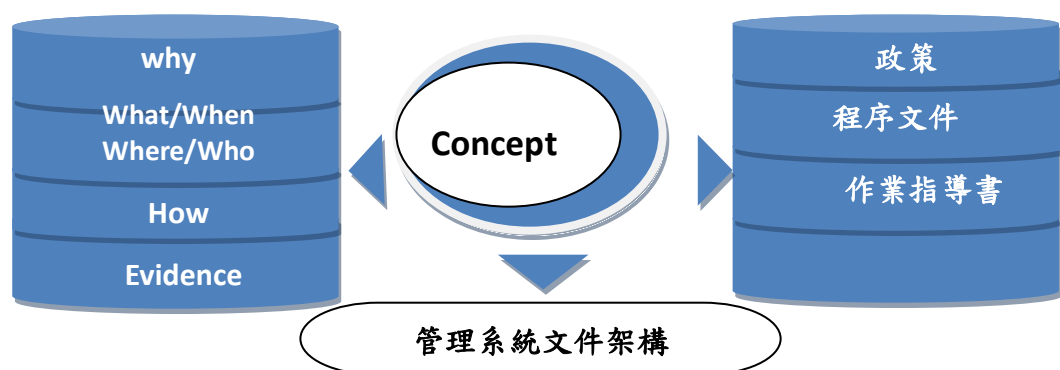 why
What/When
Where/Who
How
Evidence
Concept
政策
程序文件
作業指導書
管理系統文件架構